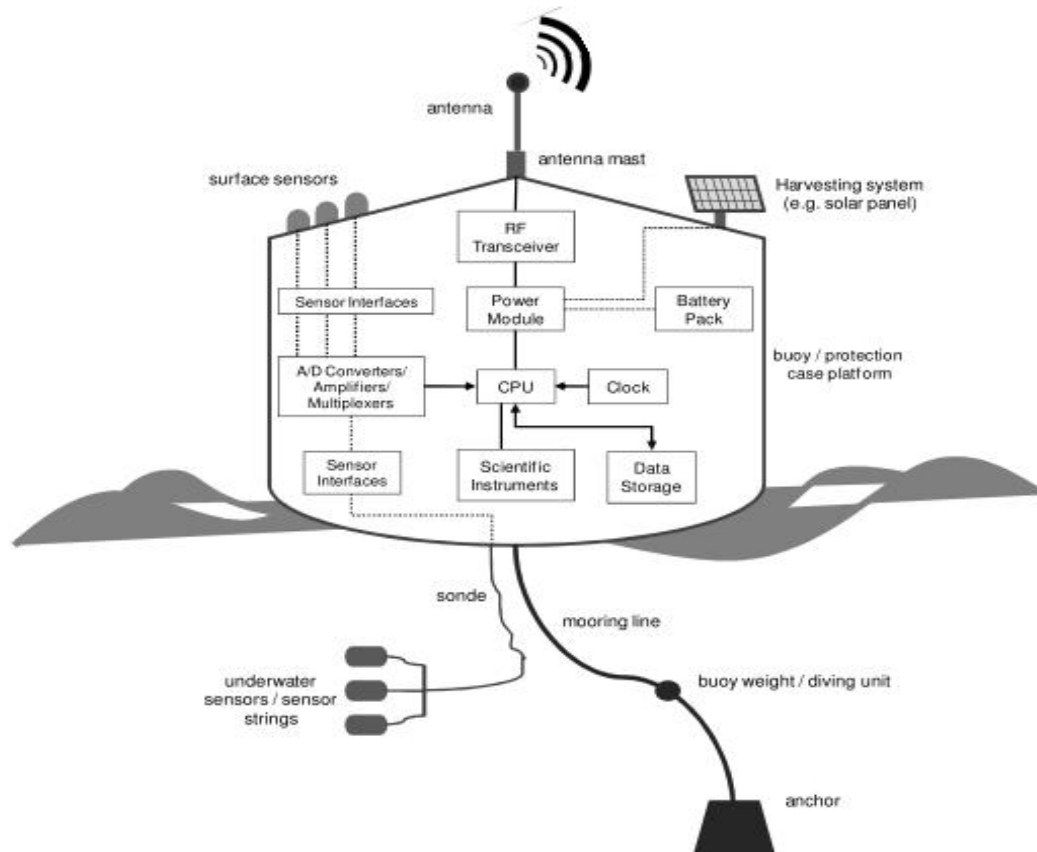 antenna
antenna mast
surface sensors
Harvesting system
(e.g. solar panel)
RF
Transceiver
Sensor Interfaces
Power
Module
Battery
Pack
buoy / protection
case platform
A/D Converters/
Amplifiers/
Multiplexers
CPU
Clock
Sensor
Interfaces
Scientific
Instruments
Data
Storage
sonde
mooring line
underwater
sensors / sensor
strings
buoy weight / diving unit
anchor